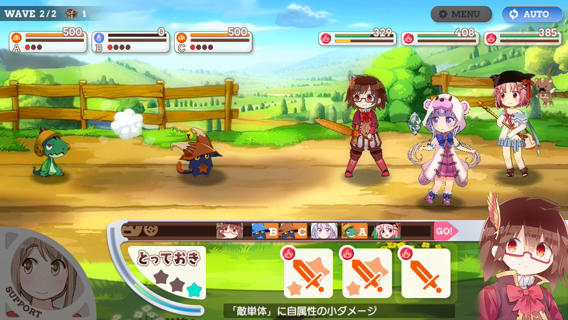 WAVE 2/2 1
MENU
AUTO
500
0
500
329
408
385
A
B
C
B C A GO!
とっておき
SUPPORT
「敵単体」に自属性の小ダメージ